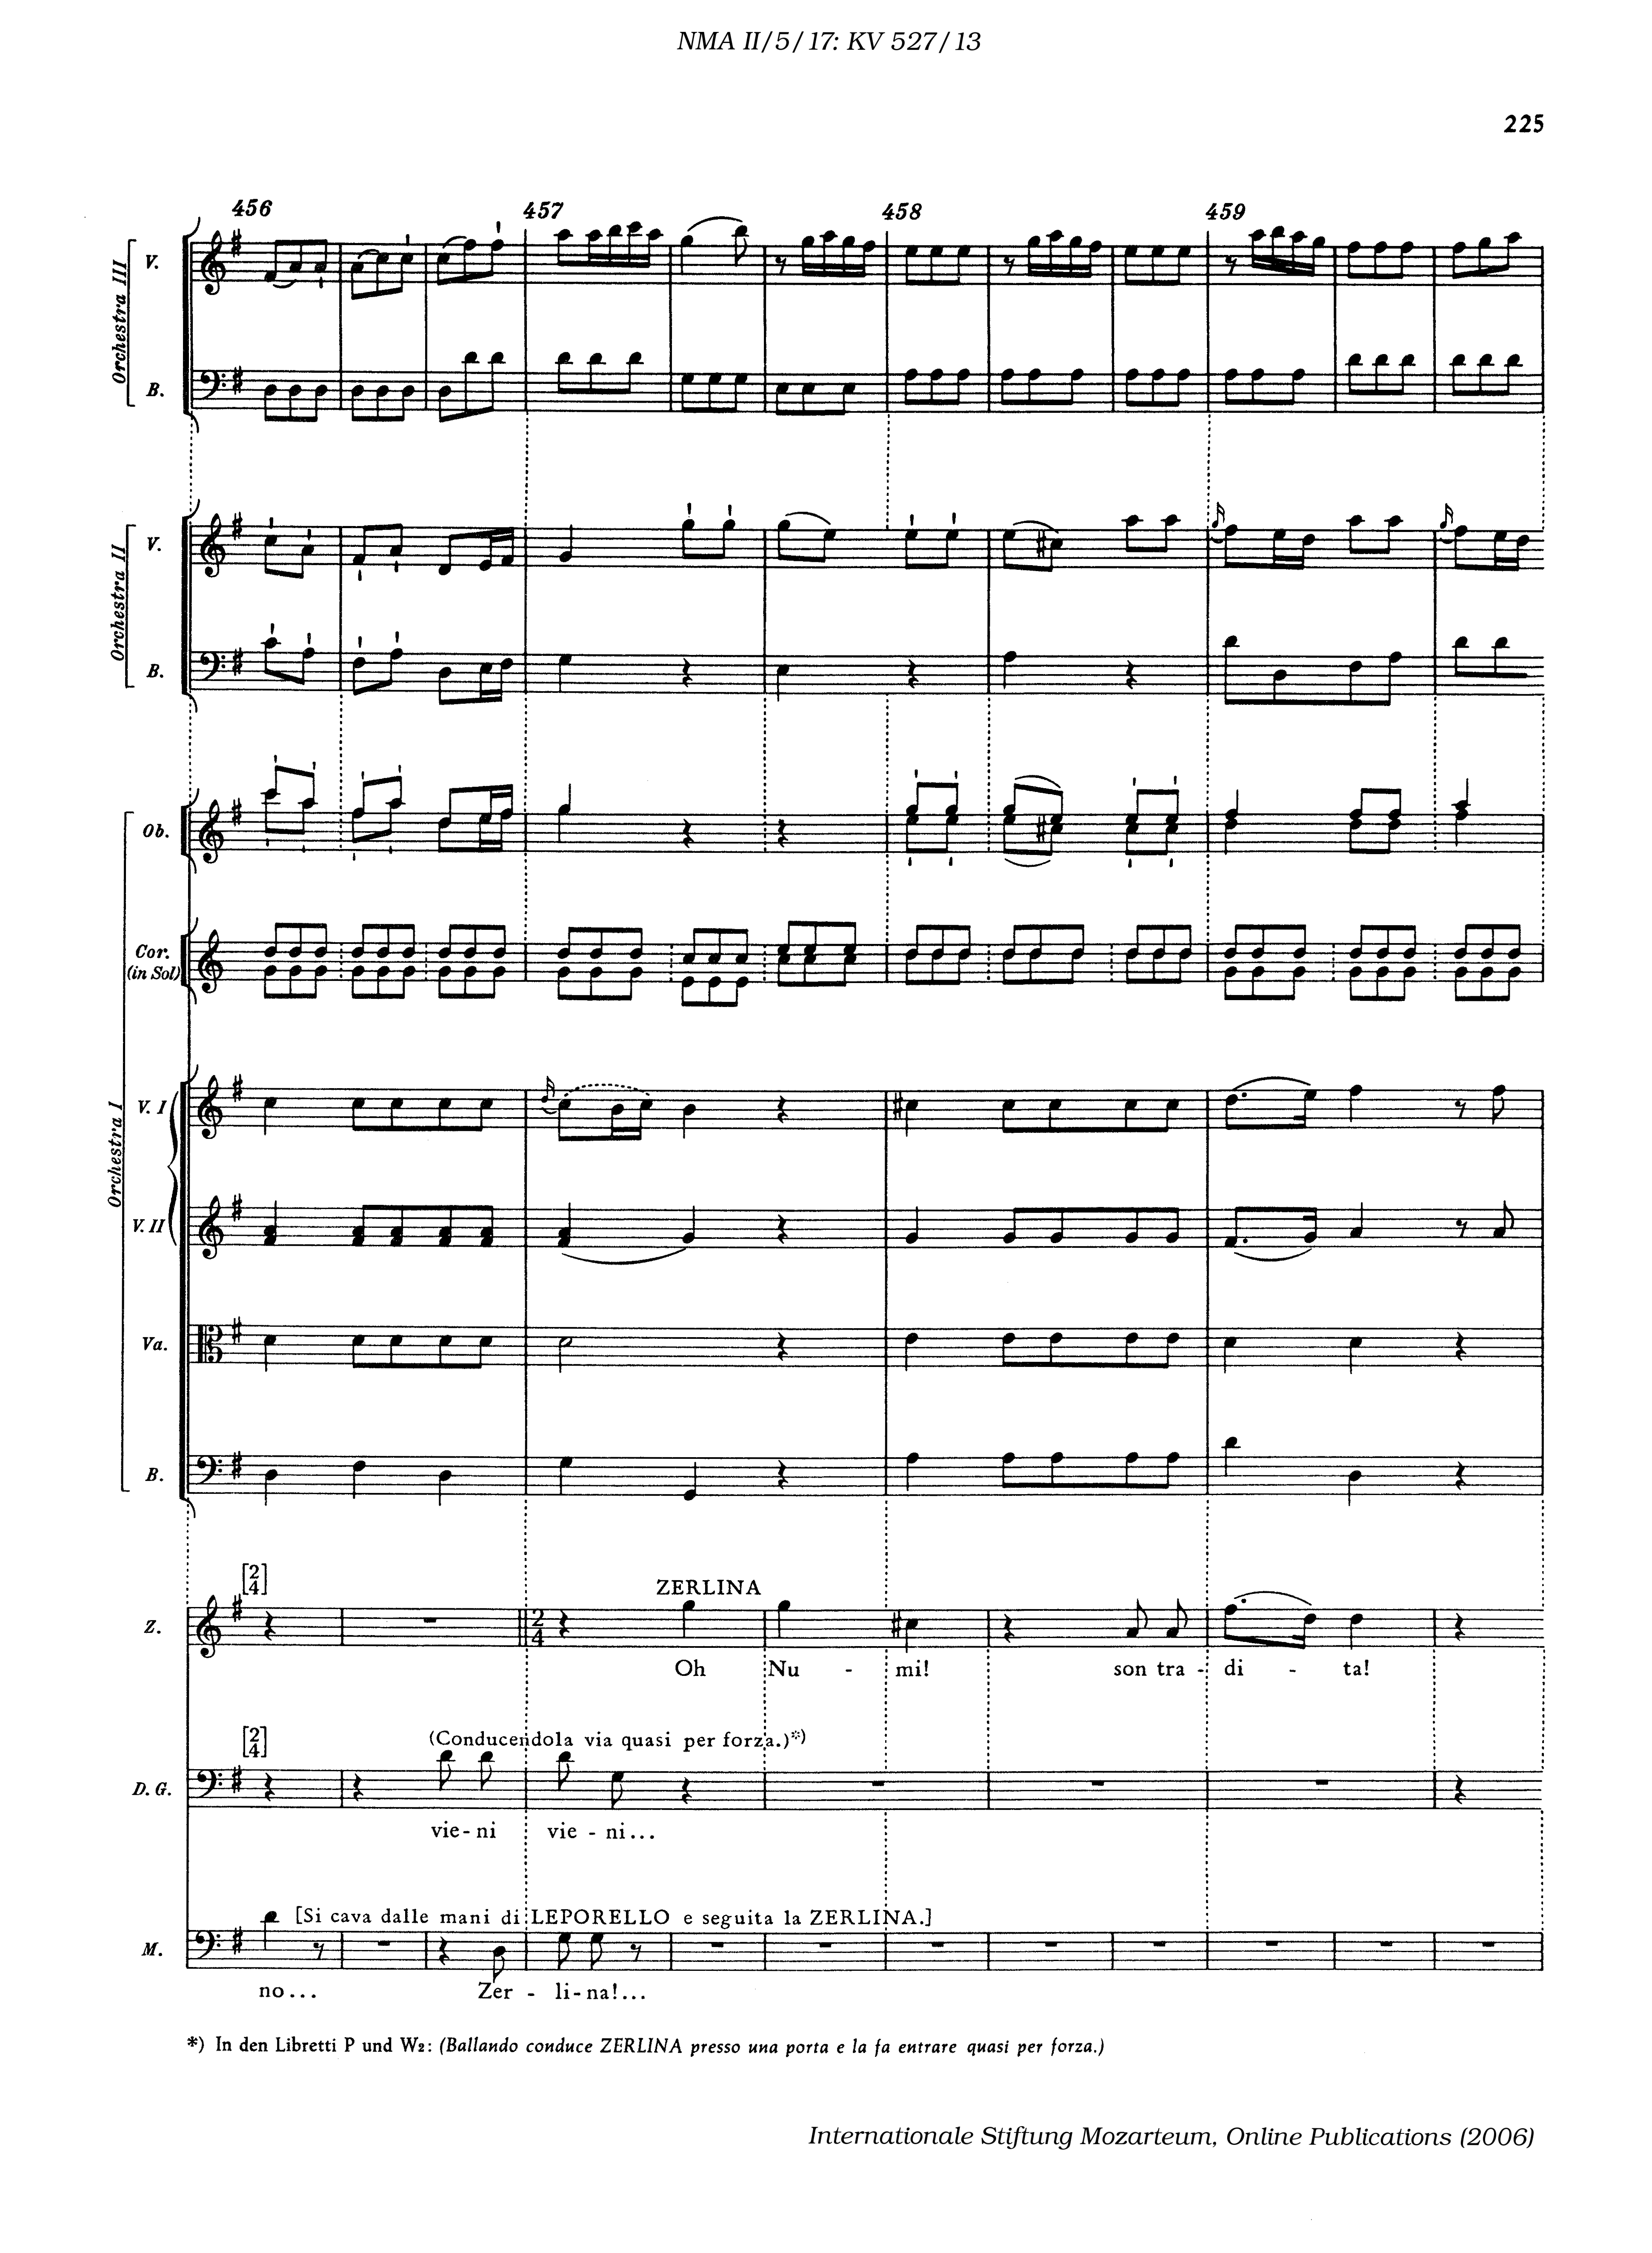 NMA II/5/17: KV 527/13
225
456 457 458 459
Orchestra III
V.
B.
Orchestra II
V.
B.
Orchestra I
Ob.
Cor.
(in Sol)
V. I
V. II
Va.
B.
[2/4]
ZERLINA
Z.
2/4
Oh Nu - mi! son tra - di - ta!
[2/4]
(Conducendola via quasi per forza.)*)
D. G.
vie - ni vie - ni...
[Si cava dalle mani di LEPORELLO e seguita la ZERLINA.]
M.
no... Zer - li - na!...
*) In den Libretti P und W2: (Ballando conduce ZERLINA presso una porta e la fa entrare quasi per forza.)
Internationale Stiftung Mozarteum, Online Publications (2006)